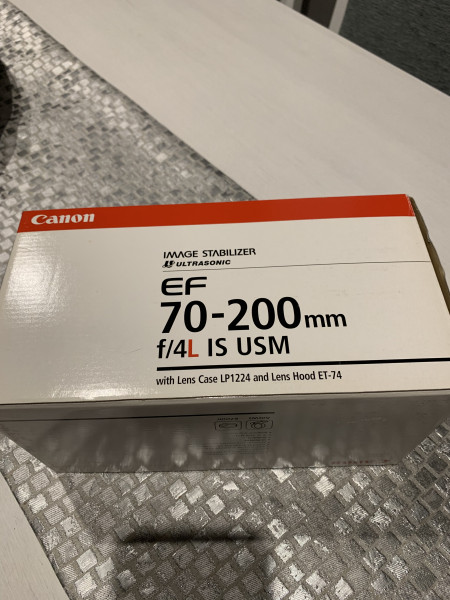 Canon
IMAGE STABILIZER
ULTRASONIC
EF
70-200mm
f/4L IS USM
with Lens Case LP1224 and Lens Hood ET-74